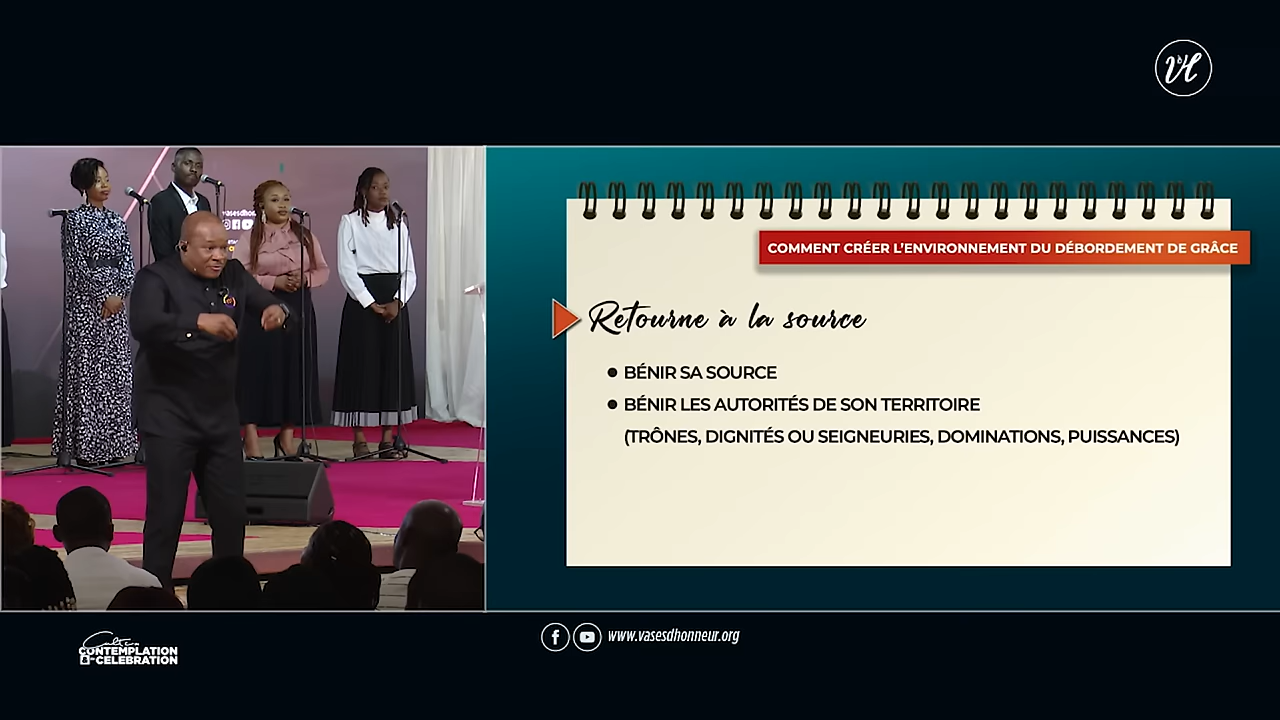 VH
vasesdhon
COMMENT CRÉER L'ENVIRONNEMENT DU DÉBORDEMENT DE GRÂCE
Retourne à la source
● BÉNIR SA SOURCE
● BÉNIR LES AUTORITÉS DE SON TERRITOIRE
(TRÔNES, DIGNITÉS OU SEIGNEURIES, DOMINATIONS, PUISSANCES)
www.vasesdhonneur.org
CONTEMPLATION
CELEBRATION